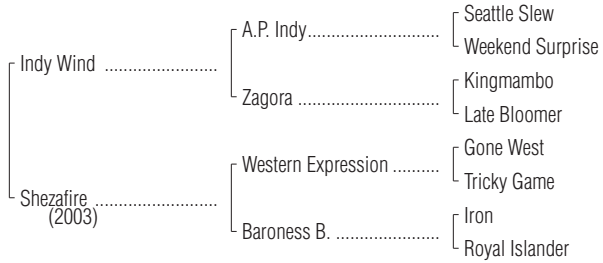 Seattle Slew
A.P. Indy..............................
Weekend Surprise
Indy Wind ..........................
Kingmambo
Zagora ................................
Late Bloomer
Gone West
Western Expression ..........
Tricky Game
Shezafire ............................
(2003)
Iron
Baroness B. .......................
Royal Islander